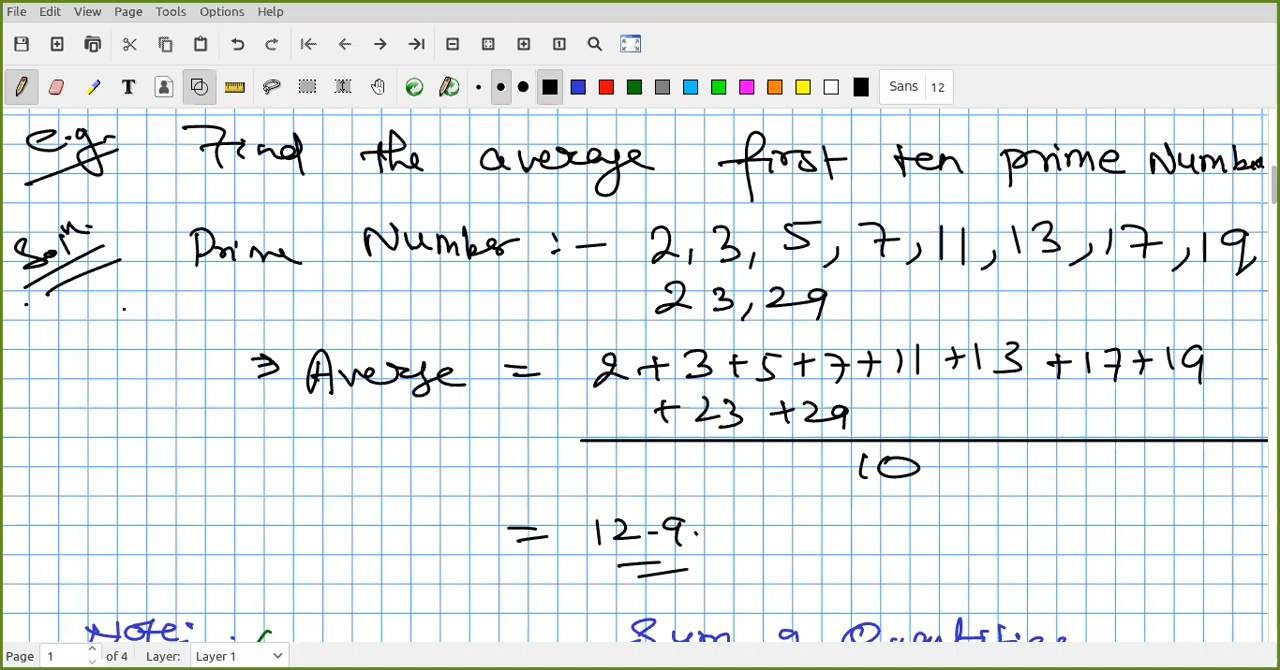 File Edit View Page Tools Options Help
Sans 12
e.g. Find the average first ten prime Number
Soln. Prime Number :- 2, 3, 5, 7, 11, 13, 17, 19
23, 29
⇒ Averge = 2 + 3 + 5 + 7 + 11 + 13 + 17 + 19
+ 23 + 29
10
= 12-9.
Note:
Sum
Page 1 of 4 Layer: Layer 1